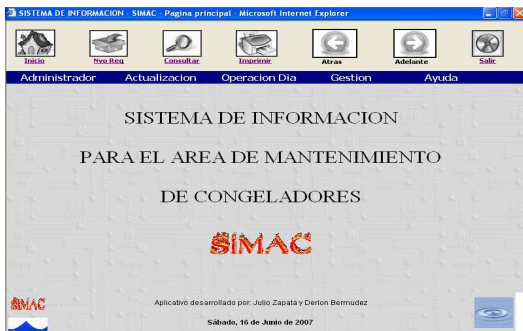 SISTEMA DE INFORMACION - SIMAC - Pagina principal - Microsoft Internet Explorer
Inicio Nvo Req Consultar Imprimir Atras Adelante Salir
Administrador Actualizacion Operacion Dia Gestion Ayuda
SISTEMA DE INFORMACION
PARA EL AREA DE MANTENIMIENTO
DE CONGELADORES
SIMAC
SIMAC
Aplicativo desarrollado por: Julio Zapata y Derlon Bermudez
Sábado, 16 de Junio de 2007